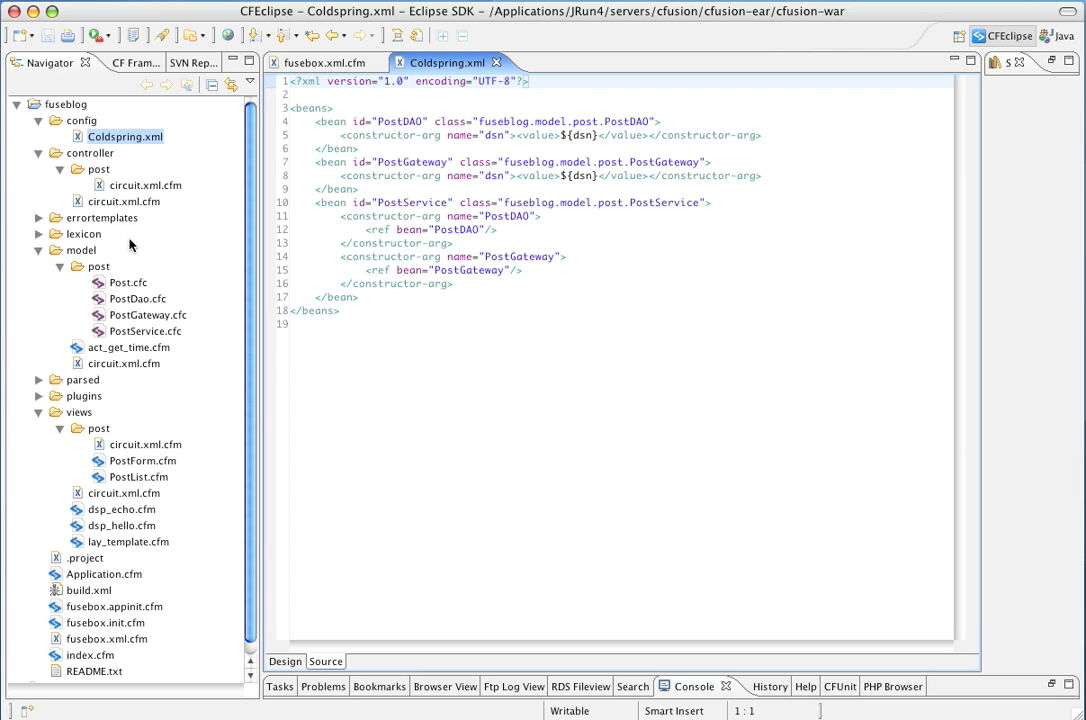 CFEclipse - Coldspring.xml - Eclipse SDK - /Applications/JRun4/servers/cfusion/cfusion-ear/cfusion-war
CFEclipse
Java
Navigator
CF Fram...
SVN Rep...
fusebox.xml.cfm
Coldspring.xml
S
fuseblog
config
Coldspring.xml
controller
post
circuit.xml.cfm
circuit.xml.cfm
errortemplates
lexicon
model
post
Post.cfc
PostDao.cfc
PostGateway.cfc
PostService.cfc
act_get_time.cfm
circuit.xml.cfm
parsed
plugins
views
post
circuit.xml.cfm
PostForm.cfm
PostList.cfm
circuit.xml.cfm
dsp_echo.cfm
dsp_hello.cfm
lay_template.cfm
.project
Application.cfm
build.xml
fusebox.appinit.cfm
fusebox.init.cfm
fusebox.xml.cfm
index.cfm
README.txt
1 <?xml version="1.0" encoding="UTF-8"?>
2
3 <beans>
4 <bean id="PostDAO" class="fuseblog.model.post.PostDAO">
5 <constructor-arg name="dsn"><value>${dsn}</value></constructor-arg>
6 </bean>
7 <bean id="PostGateway" class="fuseblog.model.post.PostGateway">
8 <constructor-arg name="dsn"><value>${dsn}</value></constructor-arg>
9 </bean>
10 <bean id="PostService" class="fuseblog.model.post.PostService">
11 <constructor-arg name="PostDAO">
12 <ref bean="PostDAO"/>
13 </constructor-arg>
14 <constructor-arg name="PostGateway">
15 <ref bean="PostGateway"/>
16 </constructor-arg>
17 </bean>
18 </beans>
19
Design
Source
Tasks
Problems
Bookmarks
Browser View
Ftp Log View
RDS Fileview
Search
Console
History
Help
CFUnit
PHP Browser
Writable
Smart Insert
1 : 1